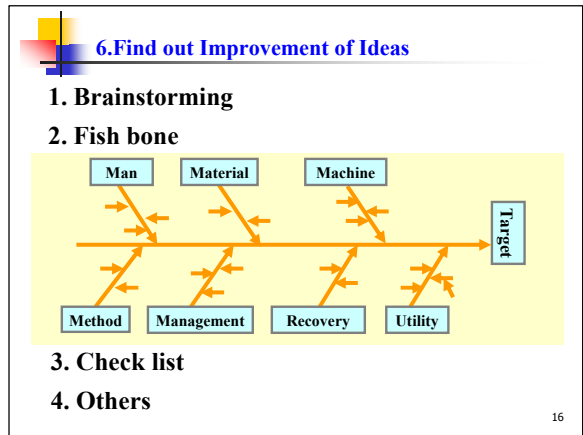 6.Find out Improvement of Ideas
1. Brainstorming
2. Fish bone
Man
Material
Machine
Target
Method
Management
Recovery
Utility
3. Check list
4. Others
16